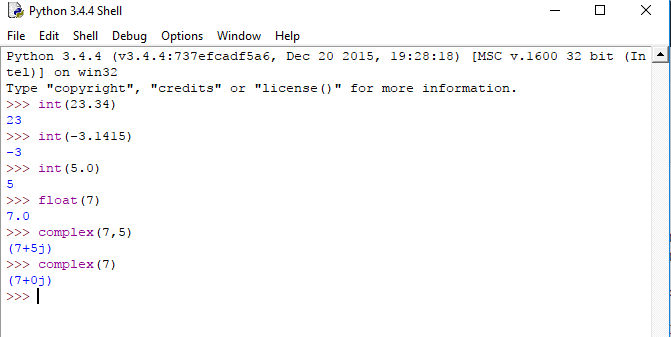 Python 3.4.4 Shell
File Edit Shell Debug Options Window Help
Python 3.4.4 (v3.4.4:737efcadf5a6, Dec 20 2015, 19:28:18) [MSC v.1600 32 bit (In
tel)] on win32
Type "copyright", "credits" or "license()" for more information.
>>> int(23.34)
23
>>> int(-3.1415)
-3
>>> int(5.0)
5
>>> float(7)
7.0
>>> complex(7,5)
(7+5j)
>>> complex(7)
(7+0j)
>>>